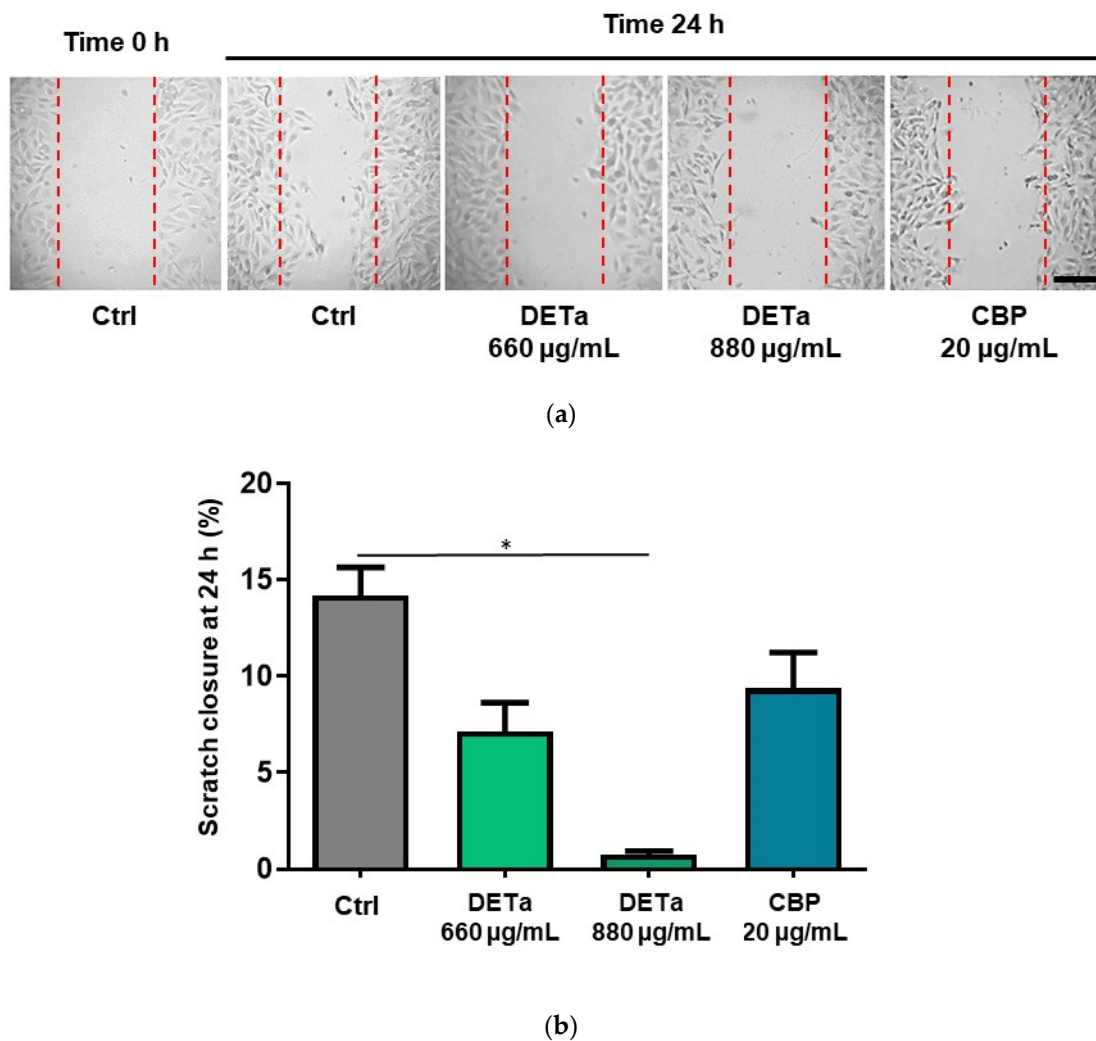 Time 0 h
Time 24 h
Ctrl
Ctrl
DETa
660 µg/mL
DETa
880 µg/mL
CBP
20 µg/mL
(a)
Scratch closure at 24 h (%)
20
15
10
5
0
*
Ctrl
DETa
660 µg/mL
DETa
880 µg/mL
CBP
20 µg/mL
(b)